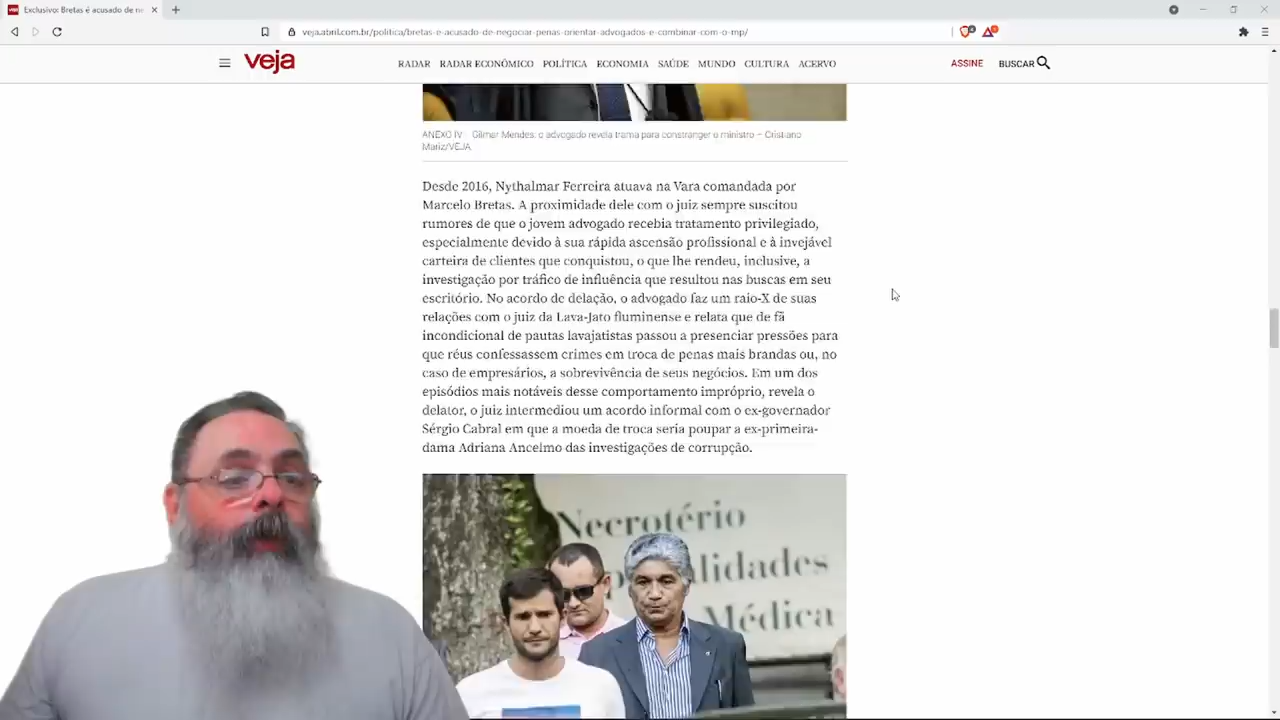 Exclusivo: Bretas é acusado de ne
veja.abril.com.br/politica/bretas-e-acusado-de-negociar-penas-orientar-advogados-e-combinar-com-o-mp/
veja
RADAR RADAR ECONÔMICO POLÍTICA ECONOMIA SAÚDE MUNDO CULTURA ACERVO
ASSINE BUSCAR
ANEXO IV Gilmar Mendes: o advogado revela trama para constranger o ministro – Cristiano
Mariz/VEJA
Desde 2016, Nythalmar Ferreira atuava na Vara comandada por
Marcelo Bretas. A proximidade dele com o juiz sempre suscitou
rumores de que o jovem advogado recebia tratamento privilegiado,
especialmente devido à sua rápida ascensão profissional e à invejável
carteira de clientes que conquistou, o que lhe rendeu, inclusive, a
investigação por tráfico de influência que resultou nas buscas em seu
escritório. No acordo de delação, o advogado faz um raio-X de suas
relações com o juiz da Lava-Jato fluminense e relata que de fã
incondicional de pautas lavajatistas passou a presenciar pressões para
que réus confessassem crimes em troca de penas mais brandas ou, no
caso de empresários, a sobrevivência de seus negócios. Em um dos
episódios mais notáveis desse comportamento impróprio, revela o
delator, o juiz intermediou um acordo informal com o ex-governador
Sérgio Cabral em que a moeda de troca seria poupar a ex-primeira-
dama Adriana Ancelmo das investigações de corrupção.
Necrotério
alidades
Médica